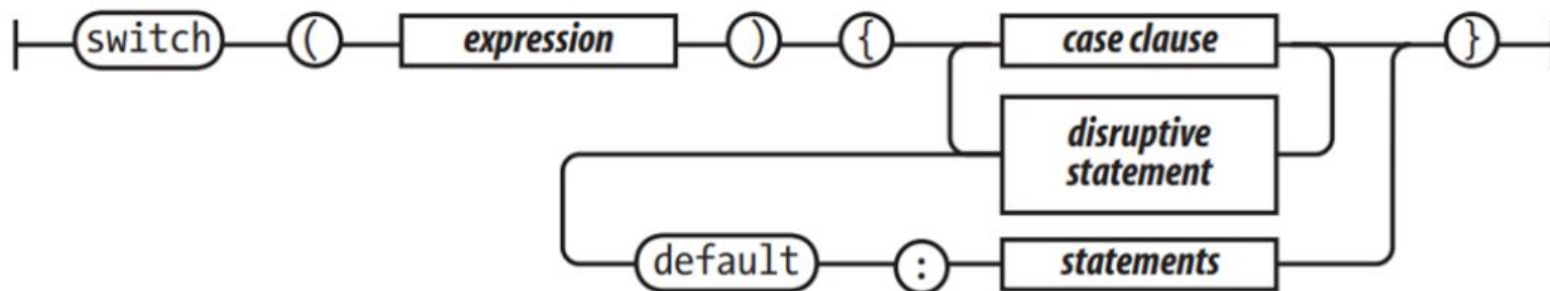 switch ( expression ) { case clause }
disruptive
statement
default : statements